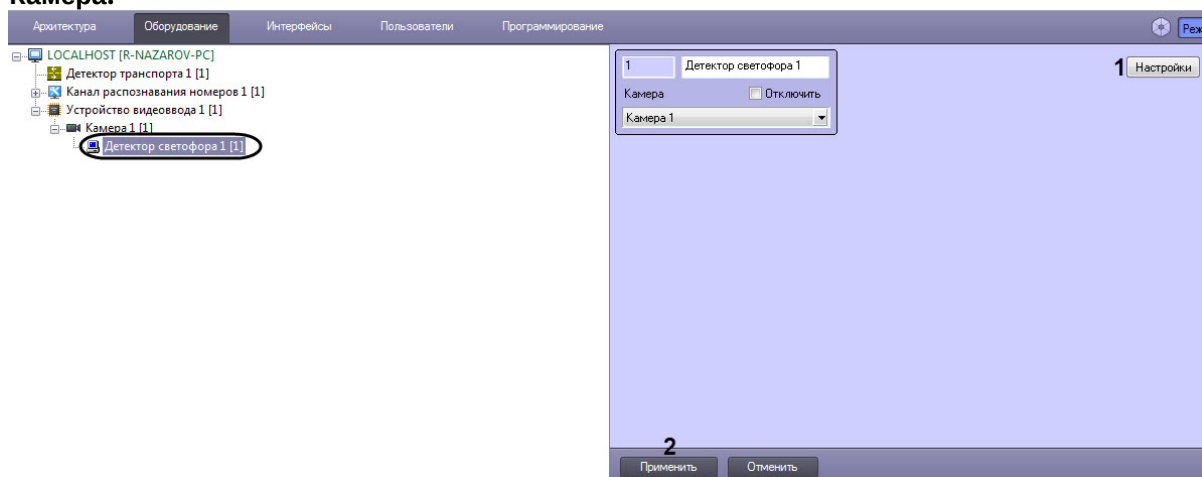 Камера.
Архитектура Оборудование Интерфейсы Пользователи Программирование
LOCALHOST [R-NAZAROV-PC]
Детектор транспорта 1 [1]
Канал распознавания номеров 1 [1]
Устройство видеоввода 1 [1]
Камера 1 [1]
Детектор светофора 1 [1]
1 Детектор светофора 1
Камера Отключить
Камера 1
1 Настройки
2
Применить Отменить